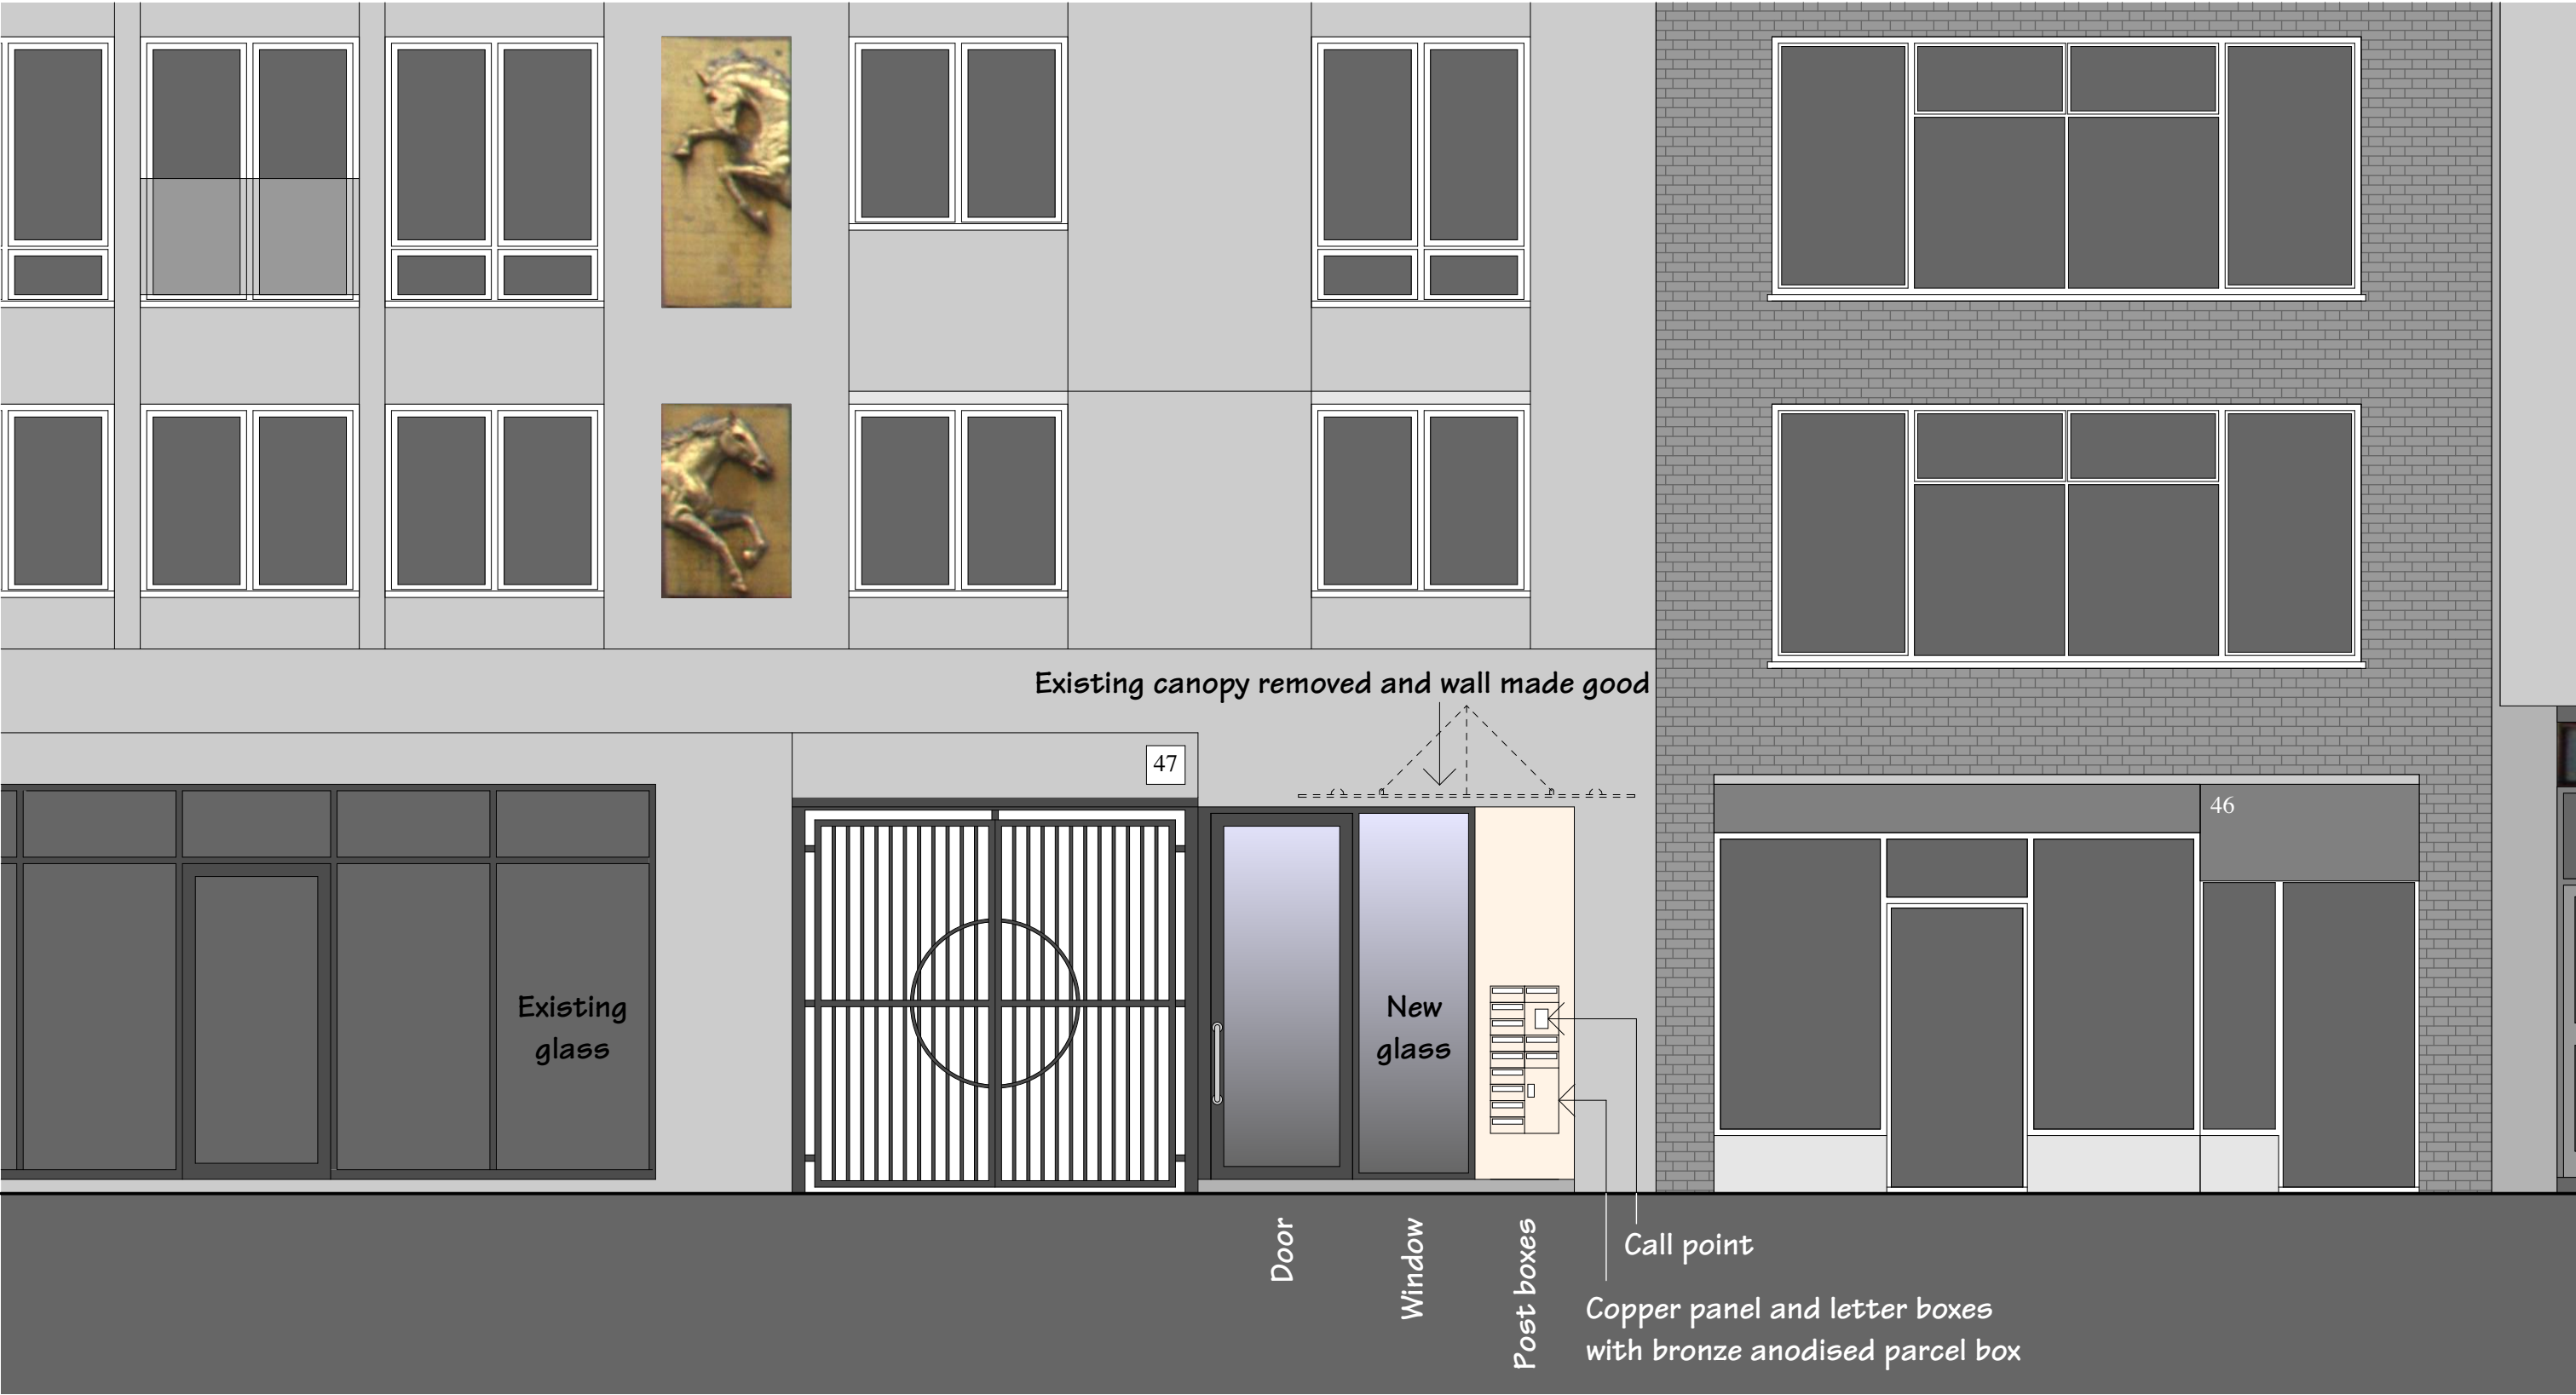 Existing canopy removed and wall made good
47
46
Existing
glass
New
glass
Door
Window
Post boxes
Call point
Copper panel and letter boxes
with bronze anodised parcel box